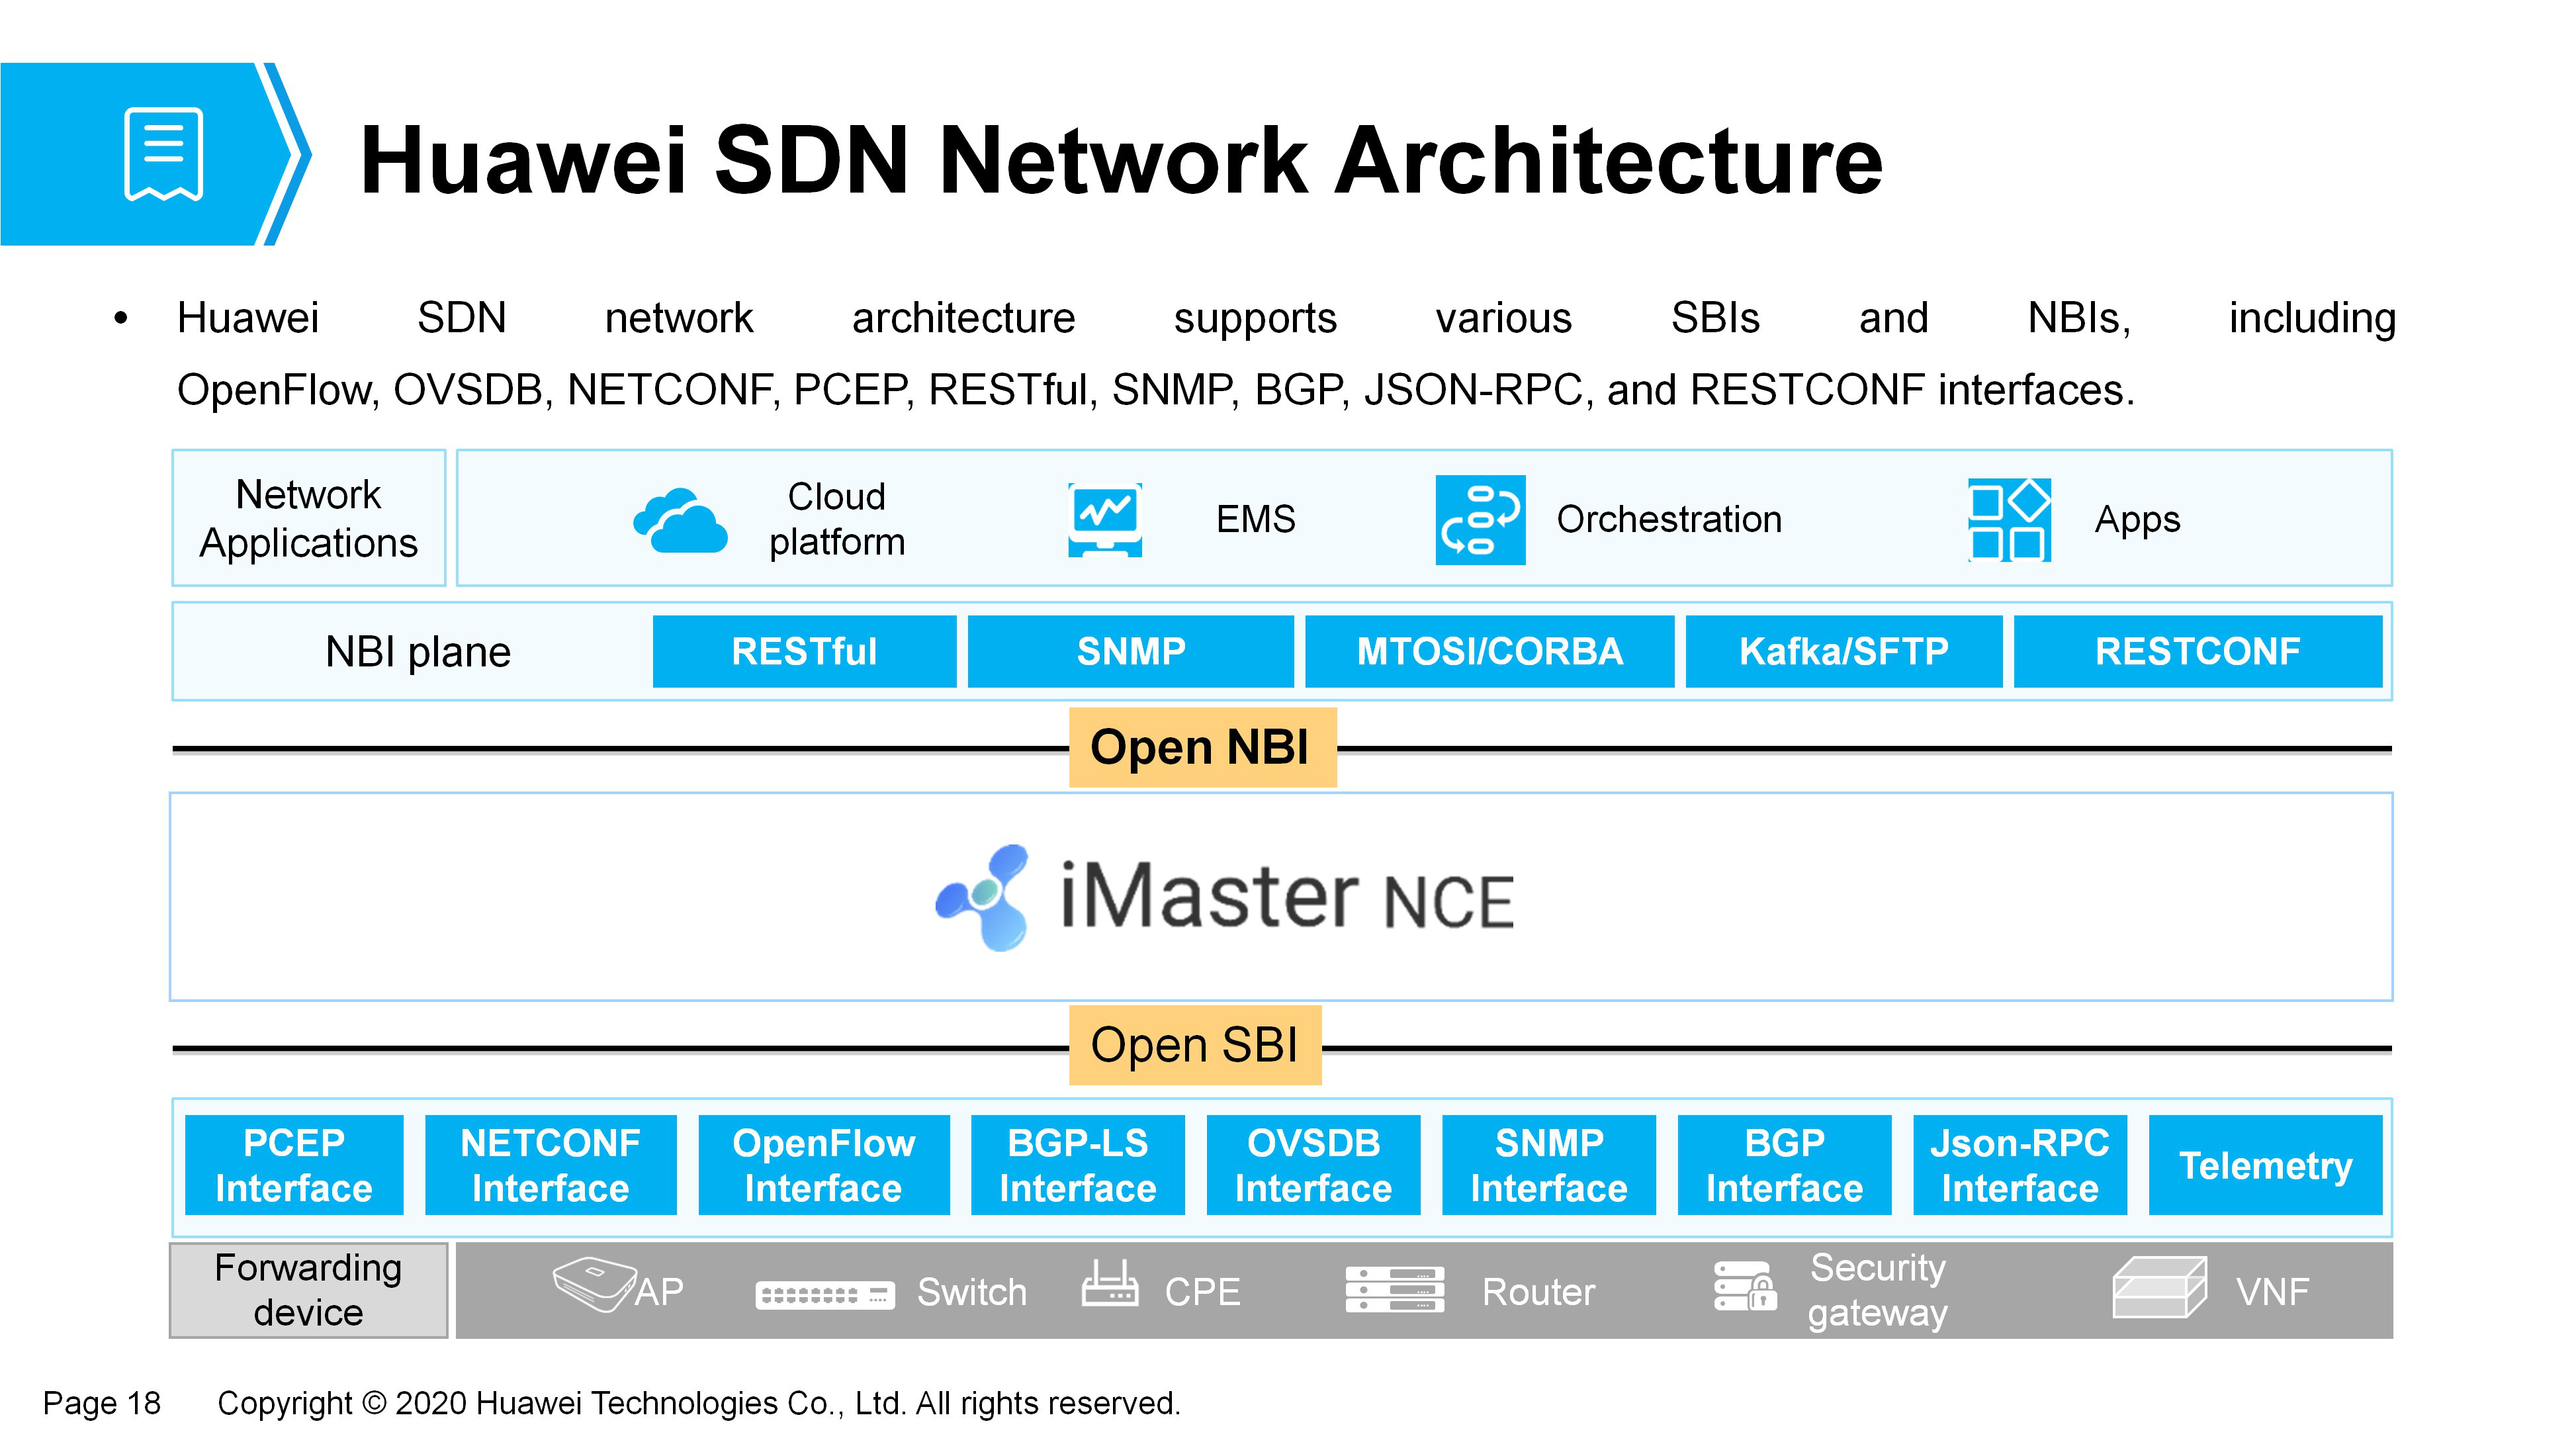 Huawei SDN Network Architecture
• Huawei SDN network architecture supports various SBIs and NBIs, including
OpenFlow, OVSDB, NETCONF, PCEP, RESTful, SNMP, BGP, JSON-RPC, and RESTCONF interfaces.
Network
Applications
Cloud
platform
EMS
Orchestration
Apps
NBI plane
RESTful
SNMP
MTOSI/CORBA
Kafka/SFTP
RESTCONF
Open NBI
iMaster NCE
Open SBI
PCEP
Interface
NETCONF
Interface
OpenFlow
Interface
BGP-LS
Interface
OVSDB
Interface
SNMP
Interface
BGP
Interface
Json-RPC
Interface
Telemetry
Forwarding
device
AP
Switch
CPE
Router
Security
gateway
VNF
Page 18 Copyright © 2020 Huawei Technologies Co., Ltd. All rights reserved.